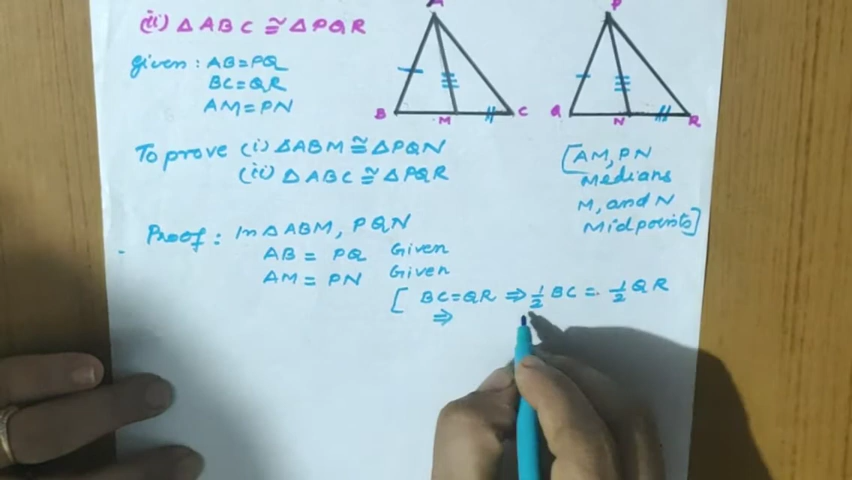 (ii) △ABC ≅ △PQR
given: AB=PQ
BC=QR
AM=PN
A
B
M
C
P
Q
N
R
To prove (i) △ABM ≅ △PQN
(ii) △ABC ≅ △PQR
[AM, PN
Medians
M, and N
Midpoints]
Proof: In △ABM, PQN
AB = PQ Given
AM = PN Given
[ BC=QR ⇒ 1/2 BC = 1/2 QR
⇒